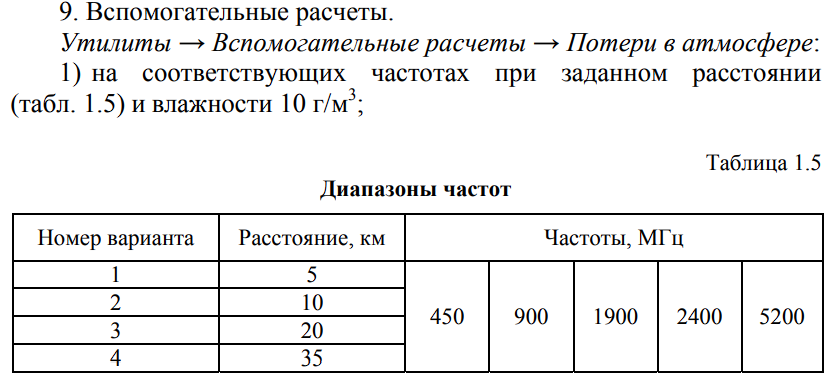 9. Вспомогательные расчеты.
Утилиты → Вспомогательные расчеты → Потери в атмосфере:
1) на соответствующих частотах при заданном расстоянии
(табл. 1.5) и влажности 10 г/м³;
Таблица 1.5
Диапазоны частот
Номер варианта Расстояние, км Частоты, МГц
1 5
2 10
450 900 1900 2400 5200
3 20
4 35